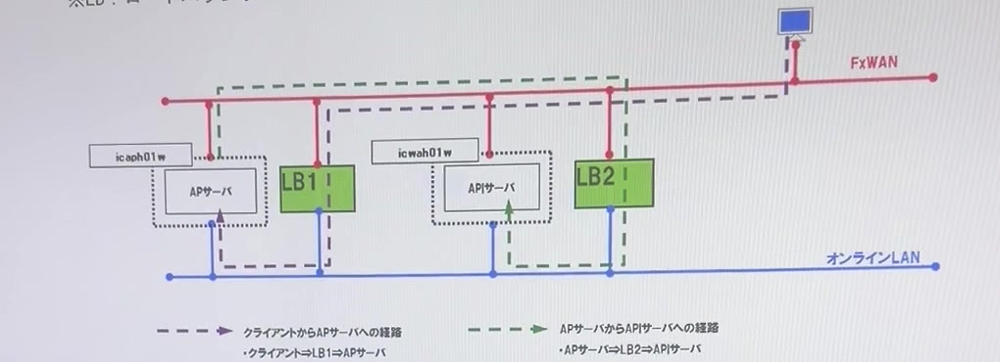 FxWAN
icaph01w
icwah01w
APサーバ
LB1
APIサーバ
LB2
オンラインLAN
クライアントからAPサーバへの経路
・クライアント⇒LB1⇒APサーバ
APサーバからAPIサーバへの経路
・APサーバ⇒LB2⇒APIサーバ